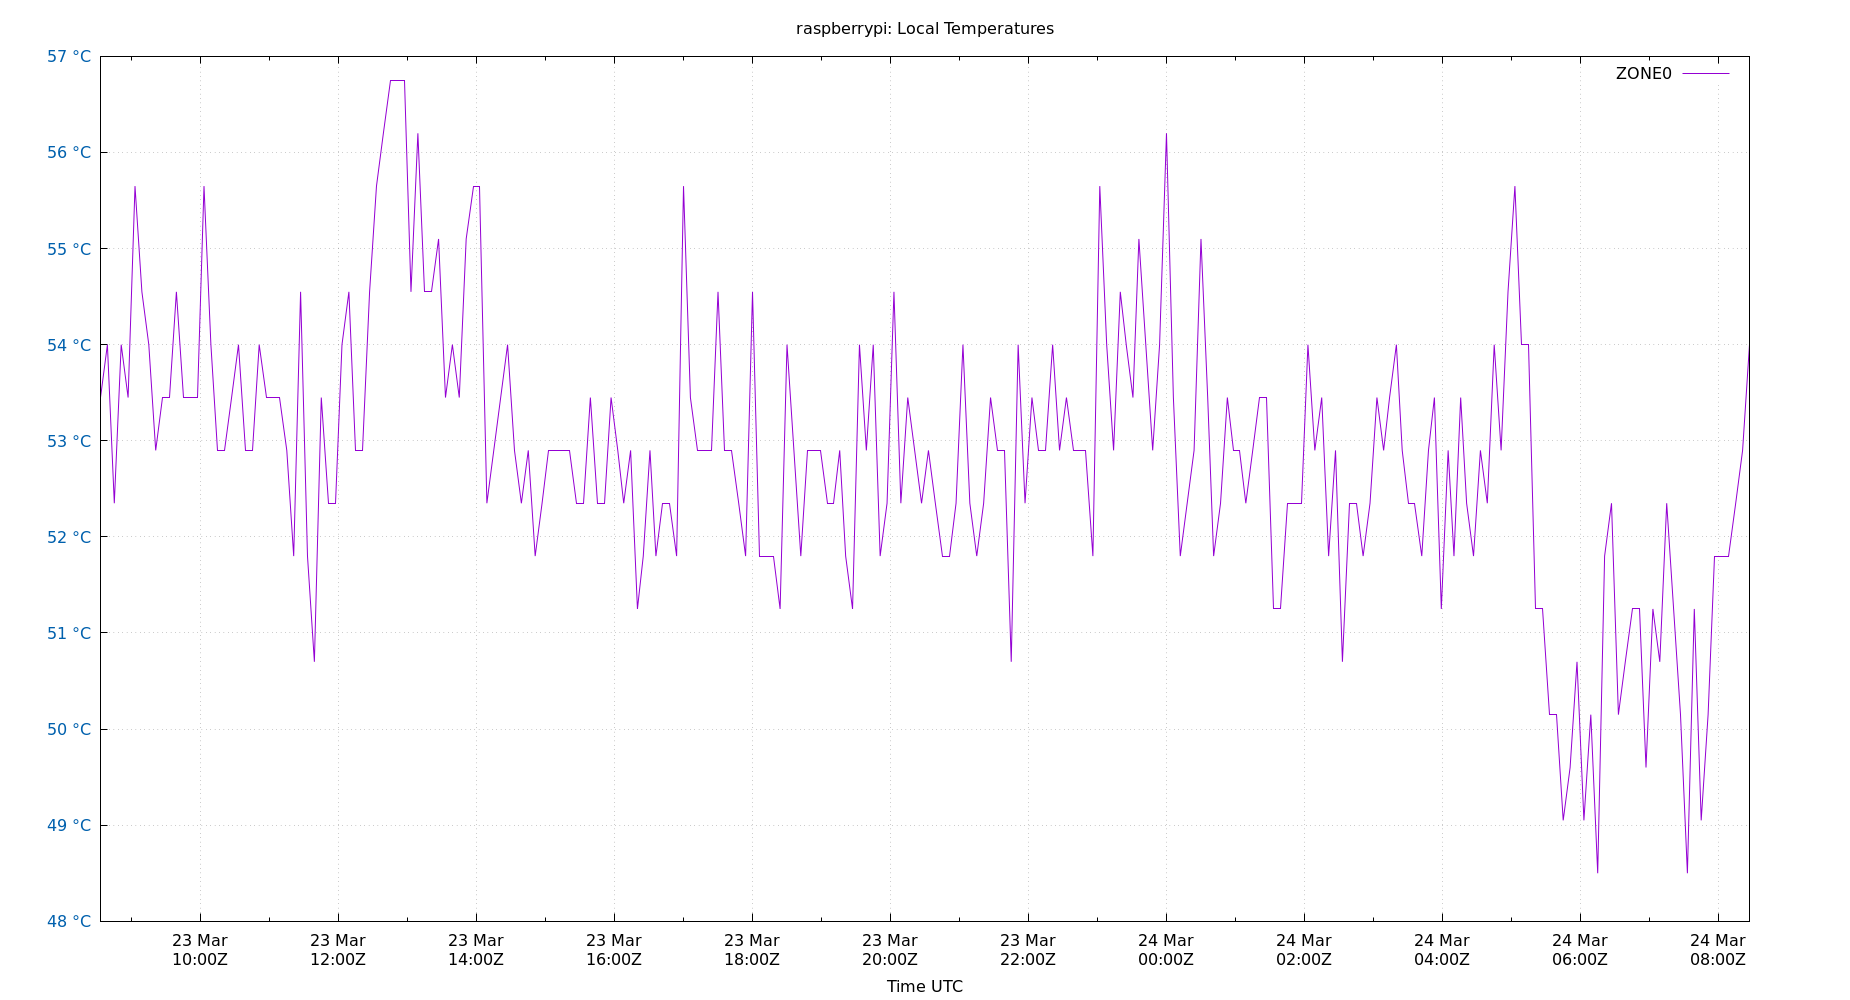 raspberrypi: Local Temperatures
57 °C
ZONE0
56 °C
55 °C
54 °C
53 °C
52 °C
51 °C
50 °C
49 °C
48 °C
23 Mar 23 Mar 23 Mar 23 Mar 23 Mar 23 Mar 23 Mar 24 Mar 24 Mar 24 Mar 24 Mar 24 Mar
10:00Z 12:00Z 14:00Z 16:00Z 18:00Z 20:00Z 22:00Z 00:00Z 02:00Z 04:00Z 06:00Z 08:00Z
Time UTC